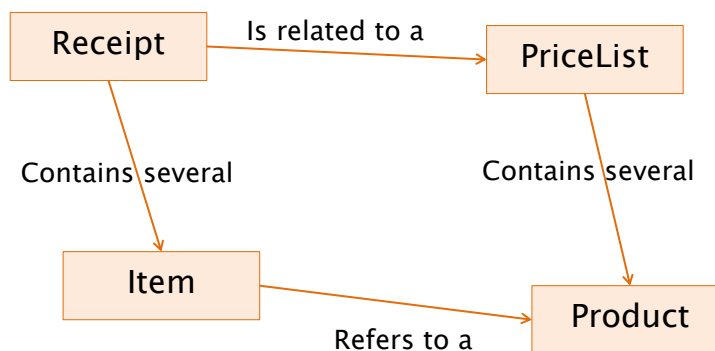 Receipt
Is related to a
PriceList
Contains several
Contains several
Item
Product
Refers to a